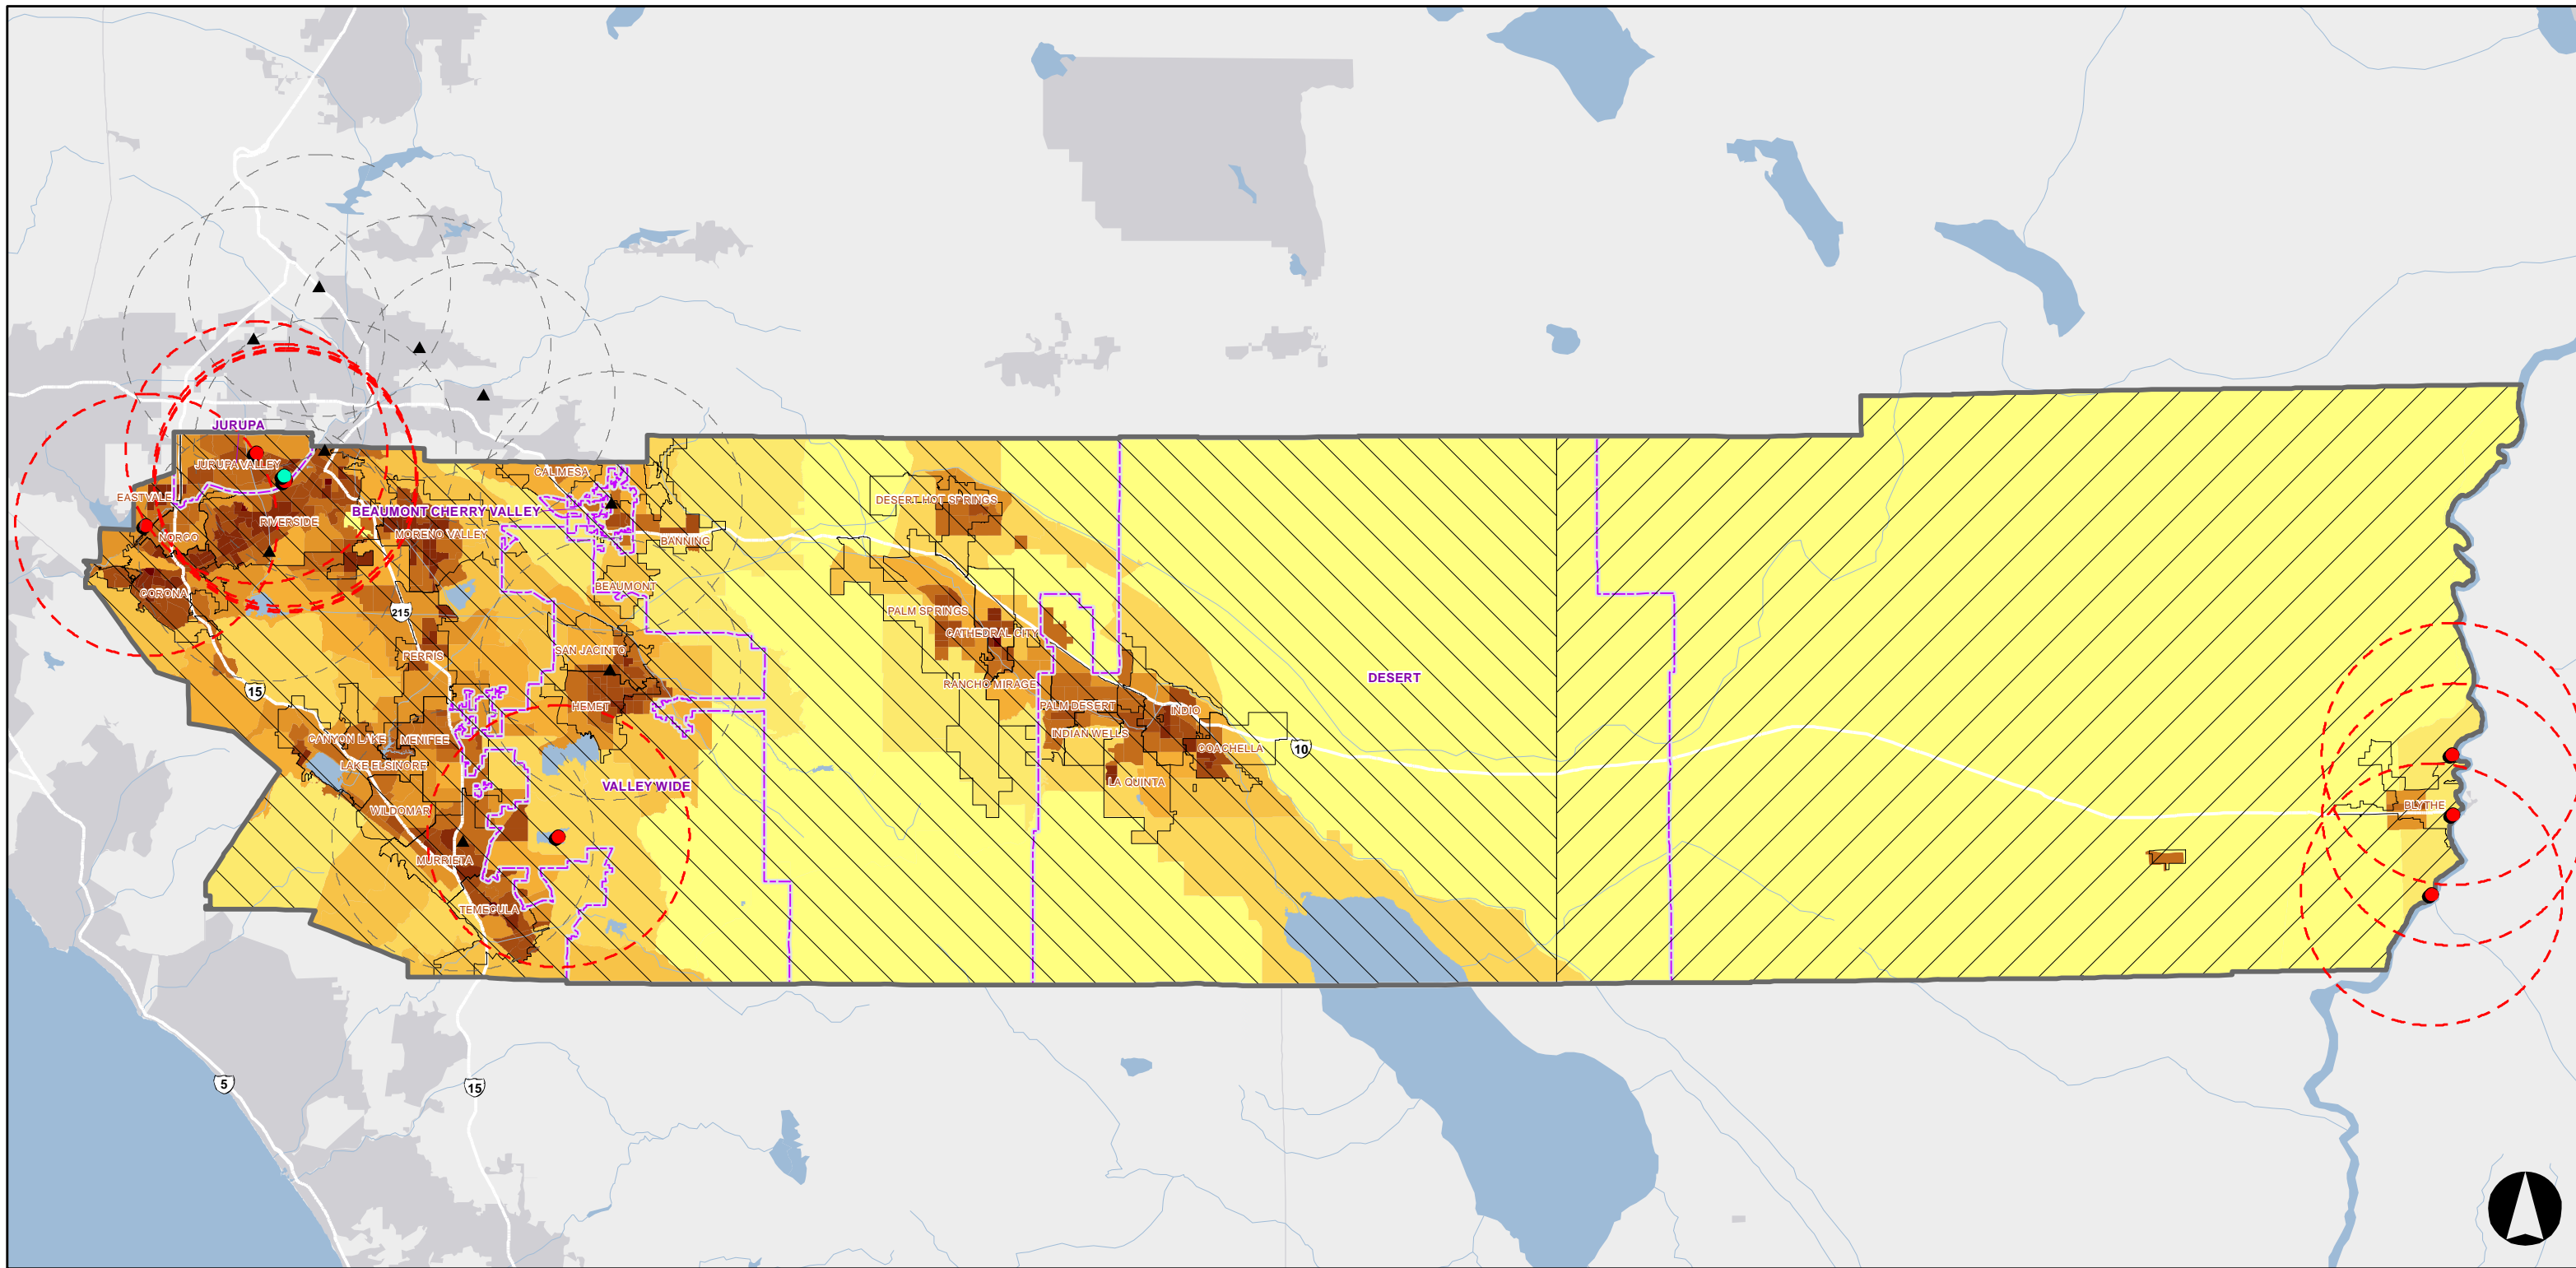 JURUPA
JURUPA VALLEY
CALIMESA
EASTVALE
DESERT HOT SPRINGS
BEAUMONT CHERRY VALLEY
RIVERSIDE
MORENO VALLEY
NORCO
BANNING
BEAUMONT
CORONA
215
PALM SPRINGS
CATHEDRAL CITY
SAN JACINTO
PERRIS
DESERT
RANCHO MIRAGE
15
HEMET
PALM DESERT
INDIO
INDIAN WELLS
CANYON LAKE
MENIFEE
COACHELLA
10
LAKE ELSINORE
LA QUINTA
VALLEY WIDE
BLYTHE
WILDOMAR
MURRIETA
TEMECULA
5
15